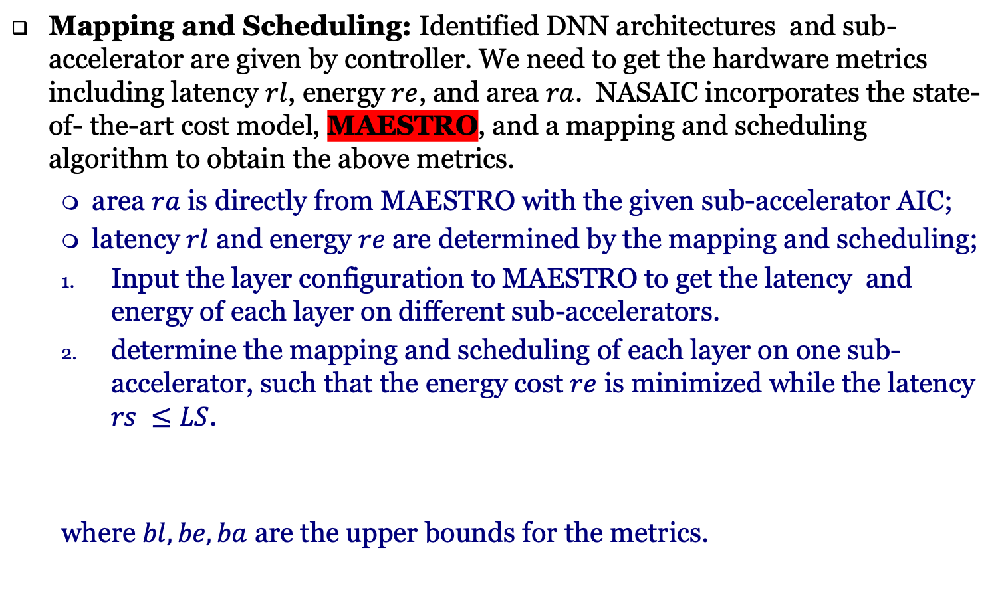 ❑ Mapping and Scheduling: Identified DNN architectures and sub-
accelerator are given by controller. We need to get the hardware metrics
including latency rl, energy re, and area ra. NASAIC incorporates the state-
of- the-art cost model, MAESTRO, and a mapping and scheduling
algorithm to obtain the above metrics.
○ area ra is directly from MAESTRO with the given sub-accelerator AIC;
○ latency rl and energy re are determined by the mapping and scheduling;
1. Input the layer configuration to MAESTRO to get the latency and
energy of each layer on different sub-accelerators.
2. determine the mapping and scheduling of each layer on one sub-
accelerator, such that the energy cost re is minimized while the latency
rs ≤ LS.
where bl, be, ba are the upper bounds for the metrics.